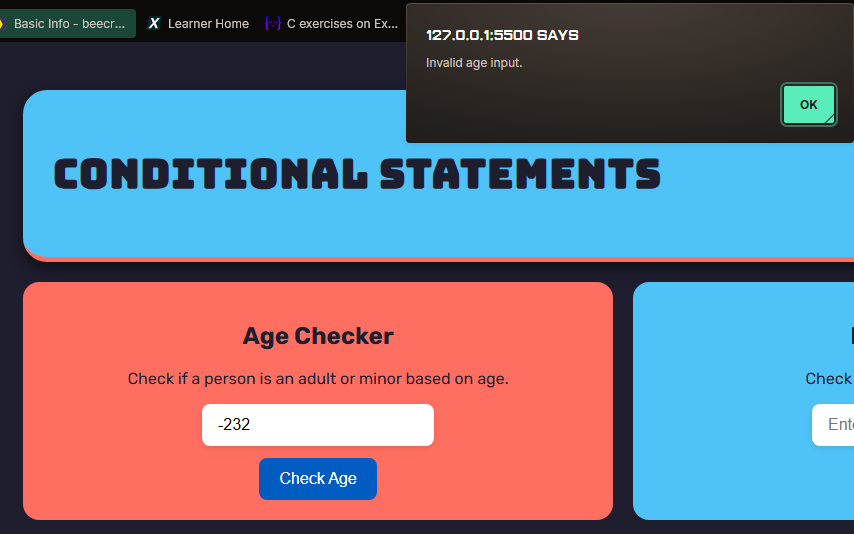 Basic Info - beecr...
Learner Home
C exercises on Ex...
127.0.0.1:5500 SAYS
Invalid age input.
OK
CONDITIONAL STATEMENTS
Age Checker
Check if a person is an adult or minor based on age.
-232
Check Age
Check
Ente